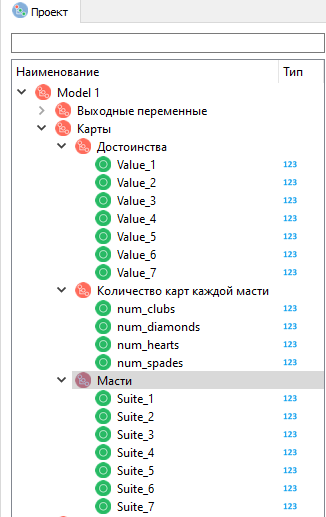 Проект
Наименование Тип
Model 1
Выходные переменные
Карты
Достоинства
Value_1 123
Value_2 123
Value_3 123
Value_4 123
Value_5 123
Value_6 123
Value_7 123
Количество карт каждой масти
num_clubs 123
num_diamonds 123
num_hearts 123
num_spades 123
Масти
Suite_1 123
Suite_2 123
Suite_3 123
Suite_4 123
Suite_5 123
Suite_6 123
Suite_7 123